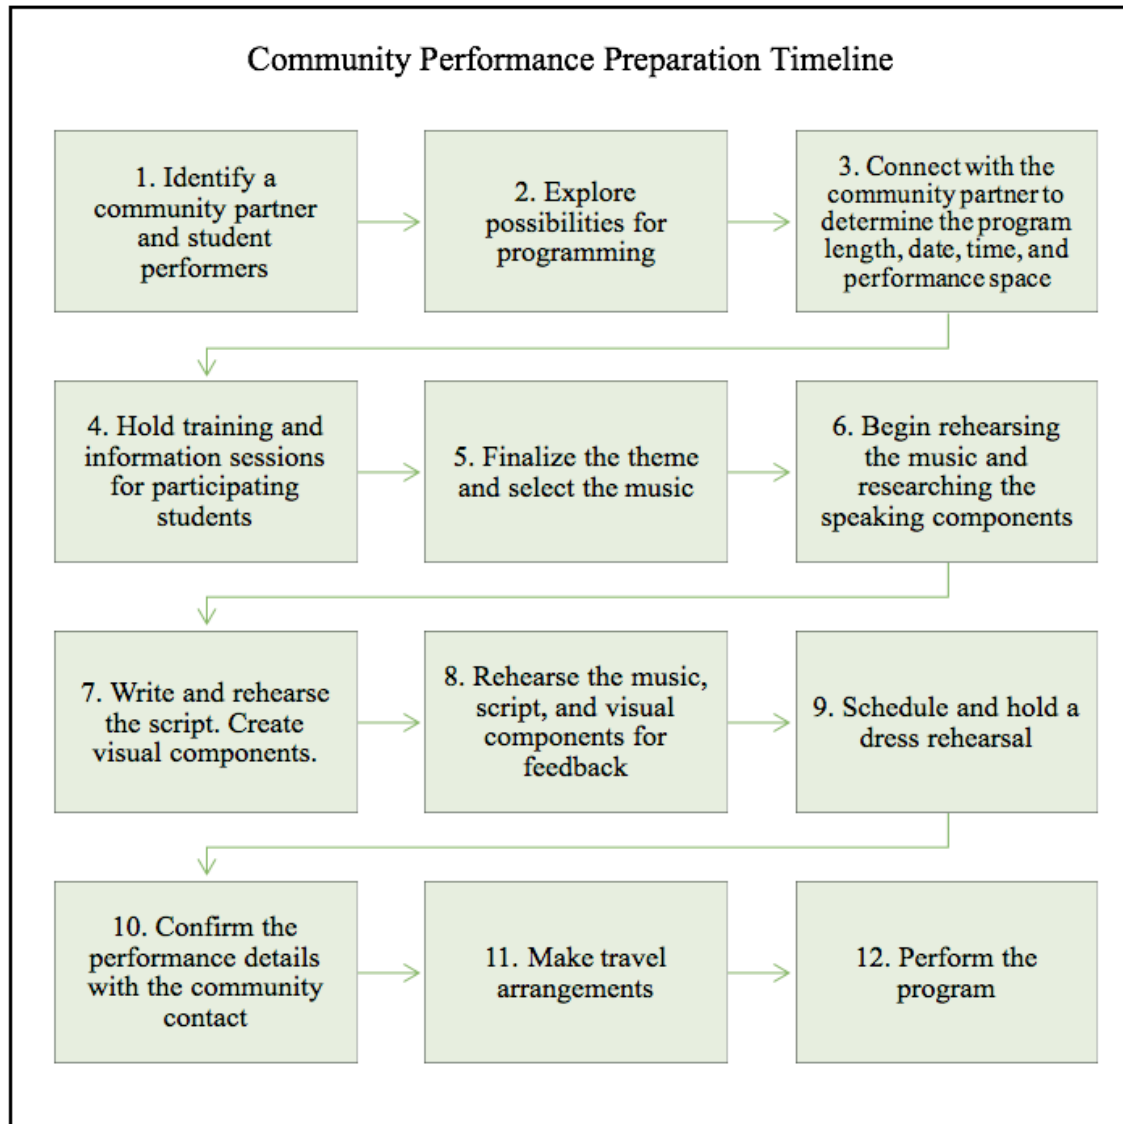 Community Performance Preparation Timeline
1. Identify a
community partner
and student
performers
2. Explore
possibilities for
programming
3. Connect with the
community partner to
determine the program
length, date, time, and
performance space
4. Hold training and
information sessions
for participating
students
5. Finalize the theme
and select the music
6. Begin rehearsing
the music and
researching the
speaking components
7. Write and rehearse
the script. Create
visual components.
8. Rehearse the music,
script, and visual
components for
feedback
9. Schedule and hold a
dress rehearsal
10. Confirm the
performance details
with the community
contact
11. Make travel
arrangements
12. Perform the
program